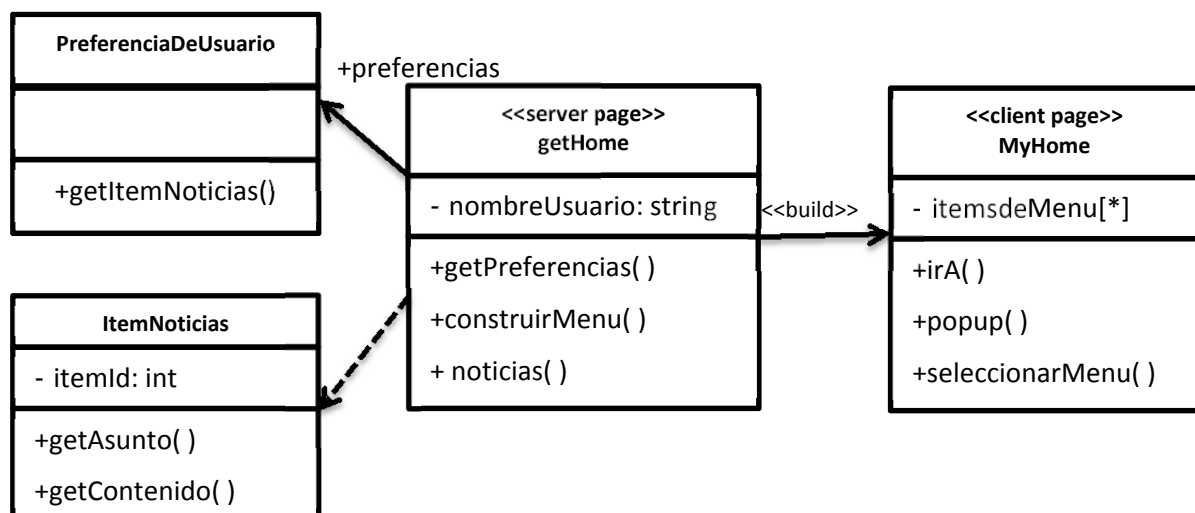 PreferenciaDeUsuario
+getItemNoticias()
+preferencias
<<server page>>
getHome
- nombreUsuario: string
+getPreferencias( )
+construirMenu( )
+ noticias( )
<<build>>
<<client page>>
MyHome
- itemsdeMenu[*]
+irA( )
+popup( )
+seleccionarMenu( )
ItemNoticias
- itemId: int
+getAsunto( )
+getContenido( )